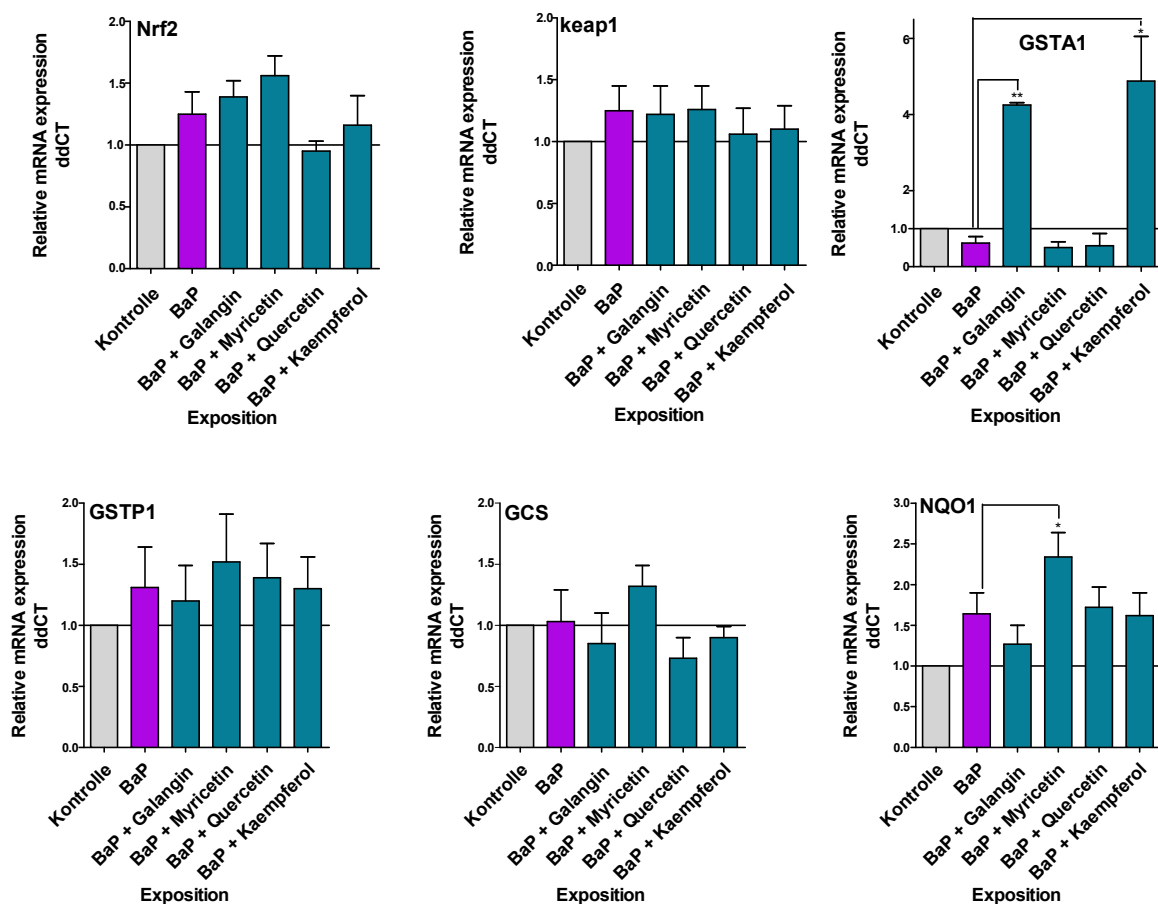 Nrf2
2.0
1.5
1.0
0.5
0.0
Relative mRNA expression
ddCT
Kontrolle
BaP
BaP + Galangin
BaP + Myricetin
BaP + Quercetin
BaP + Kaempferol
Exposition
keap1
2.0
1.5
1.0
0.5
0.0
Relative mRNA expression
ddCT
Kontrolle
BaP
BaP + Galangin
BaP + Myricetin
BaP + Quercetin
BaP + Kaempferol
Exposition
GSTA1
6
4
2
1.0
0
**
*
Relative mRNA expression
ddCT
Kontrolle
BaP
BaP + Galangin
BaP + Myricetin
BaP + Quercetin
BaP + Kaempferol
Exposition
GSTP1
2.0
1.5
1.0
0.5
0.0
Relative mRNA expression
ddCT
Kontrolle
BaP
BaP + Galangin
BaP + Myricetin
BaP + Quercetin
BaP + Kaempferol
Exposition
GCS
2.0
1.5
1.0
0.5
0.0
Relative mRNA expression
ddCT
Kontrolle
BaP
BaP + Galangin
BaP + Myricetin
BaP + Quercetin
BaP + Kaempferol
Exposition
NQO1
3.0
2.5
2.0
1.5
1.0
0.5
0.0
*
Relative mRNA expression
ddCT
Kontrolle
BaP
BaP + Galangin
BaP + Myricetin
BaP + Quercetin
BaP + Kaempferol
Exposition